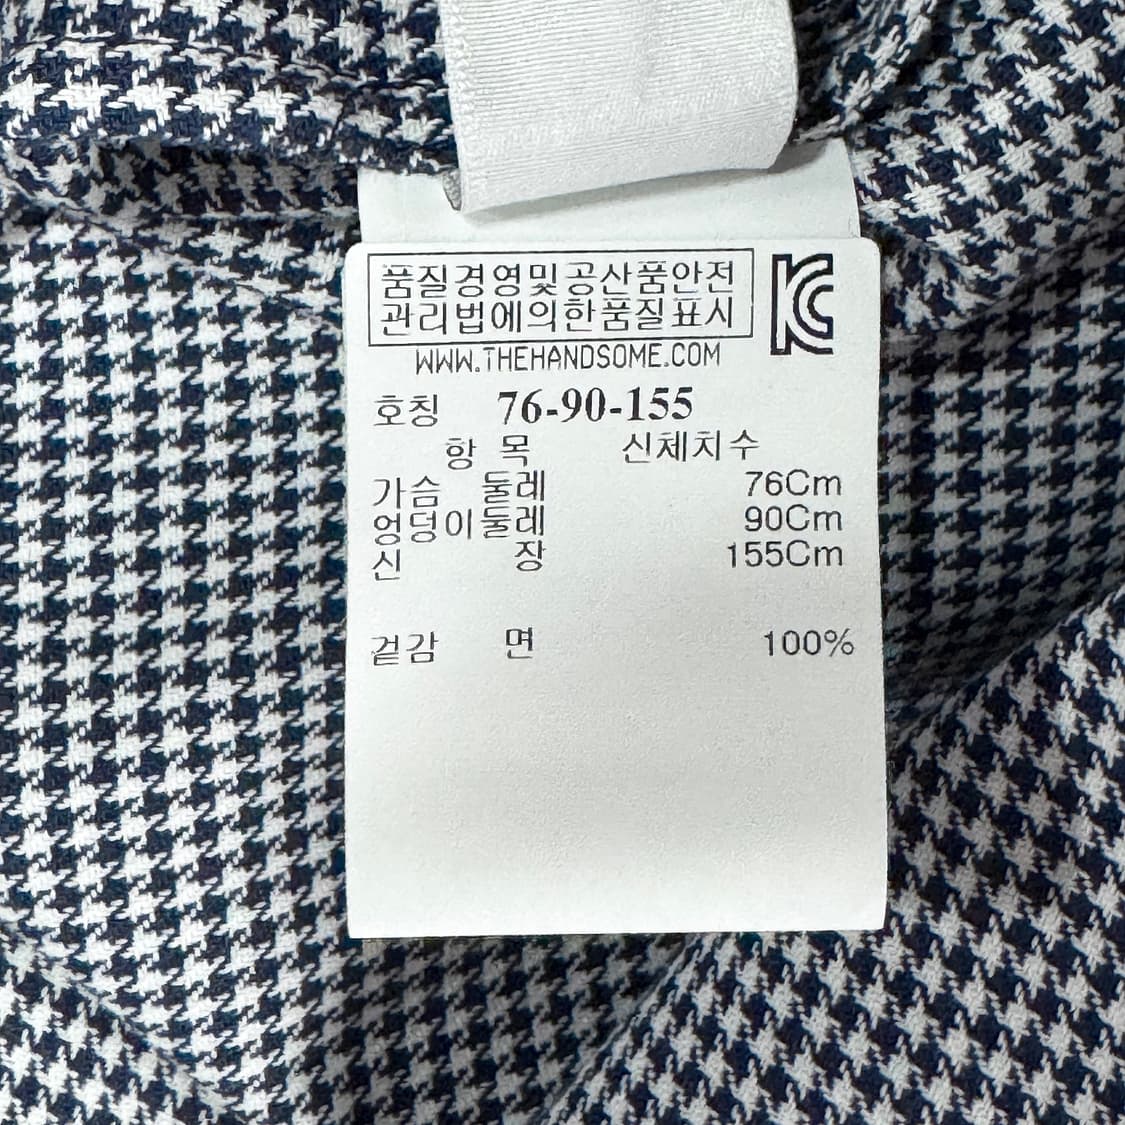 품질경영및공산품안전
관리법에의한품질표시
KC
WWW.THEHANDSOME.COM
호칭 76-90-155
항 목 신체치수
가슴 둘레 76Cm
엉덩이둘레 90Cm
신 장 155Cm
겉감 면 100%